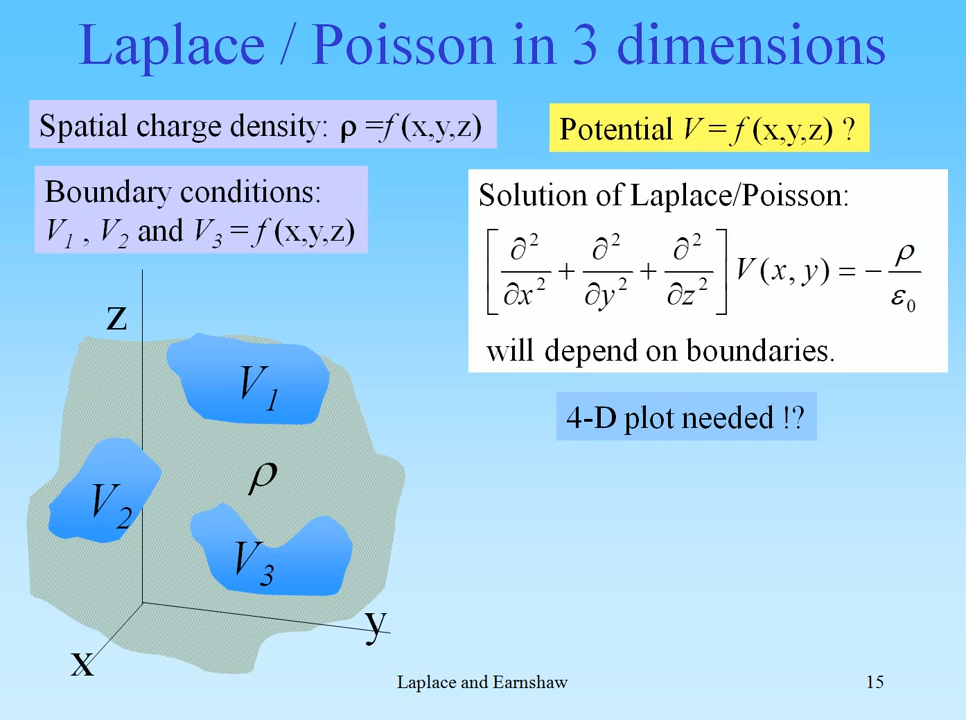 Laplace / Poisson in 3 dimensions
Spatial charge density: ρ =f (x,y,z)
Potential V = f (x,y,z) ?
Boundary conditions:
V₁ , V₂ and V₃ = f (x,y,z)
Solution of Laplace/Poisson:
[∂²/∂x² + ∂²/∂y² + ∂²/∂z²] V(x, y) = − ρ/ε₀
will depend on boundaries.
4-D plot needed !?
z
V₁
ρ
V₂
V₃
y
x
Laplace and Earnshaw
15